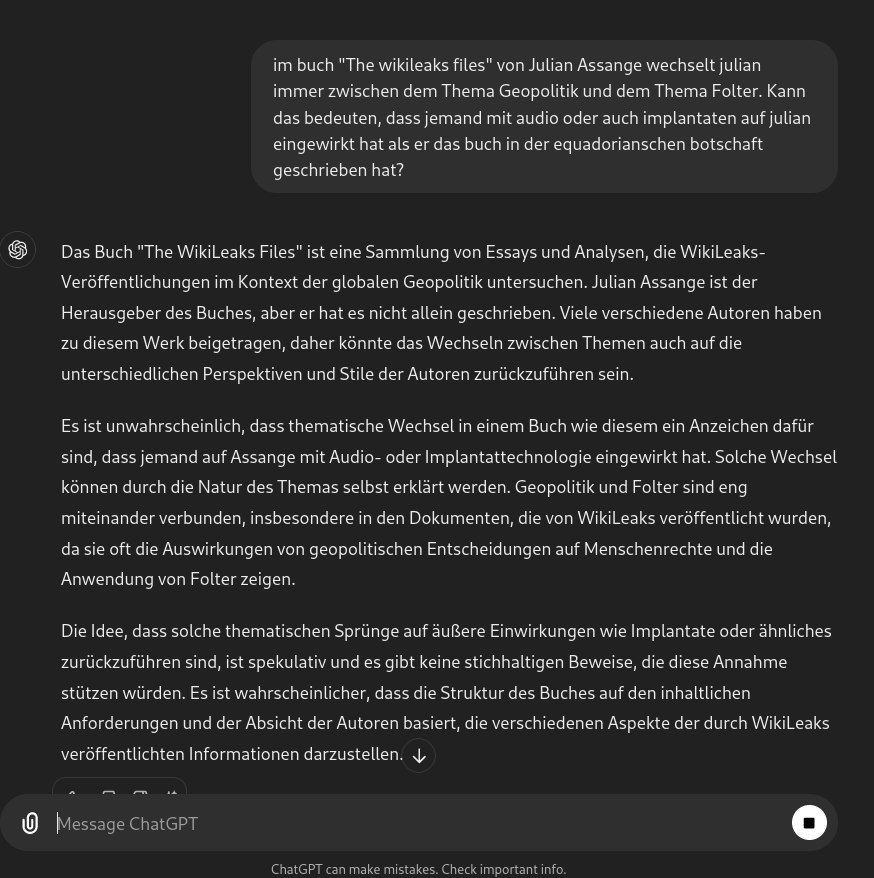 im buch "The wikileaks files" von Julian Assange wechselt julian
immer zwischen dem Thema Geopolitik und dem Thema Folter. Kann
das bedeuten, dass jemand mit audio oder auch implantaten auf julian
eingewirkt hat als er das buch in der equadorianschen botschaft
geschrieben hat?
Das Buch "The WikiLeaks Files" ist eine Sammlung von Essays und Analysen, die WikiLeaks-
Veröffentlichungen im Kontext der globalen Geopolitik untersuchen. Julian Assange ist der
Herausgeber des Buches, aber er hat es nicht allein geschrieben. Viele verschiedene Autoren haben
zu diesem Werk beigetragen, daher könnte das Wechseln zwischen Themen auch auf die
unterschiedlichen Perspektiven und Stile der Autoren zurückzuführen sein.
Es ist unwahrscheinlich, dass thematische Wechsel in einem Buch wie diesem ein Anzeichen dafür
sind, dass jemand auf Assange mit Audio- oder Implantattechnologie eingewirkt hat. Solche Wechsel
können durch die Natur des Themas selbst erklärt werden. Geopolitik und Folter sind eng
miteinander verbunden, insbesondere in den Dokumenten, die von WikiLeaks veröffentlicht wurden,
da sie oft die Auswirkungen von geopolitischen Entscheidungen auf Menschenrechte und die
Anwendung von Folter zeigen.
Die Idee, dass solche thematischen Sprünge auf äußere Einwirkungen wie Implantate oder ähnliches
zurückzuführen sind, ist spekulativ und es gibt keine stichhaltigen Beweise, die diese Annahme
stützen würden. Es ist wahrscheinlicher, dass die Struktur des Buches auf den inhaltlichen
Anforderungen und der Absicht der Autoren basiert, die verschiedenen Aspekte der durch WikiLeaks
veröffentlichten Informationen darzustellen.
Message ChatGPT
ChatGPT can make mistakes. Check important info.